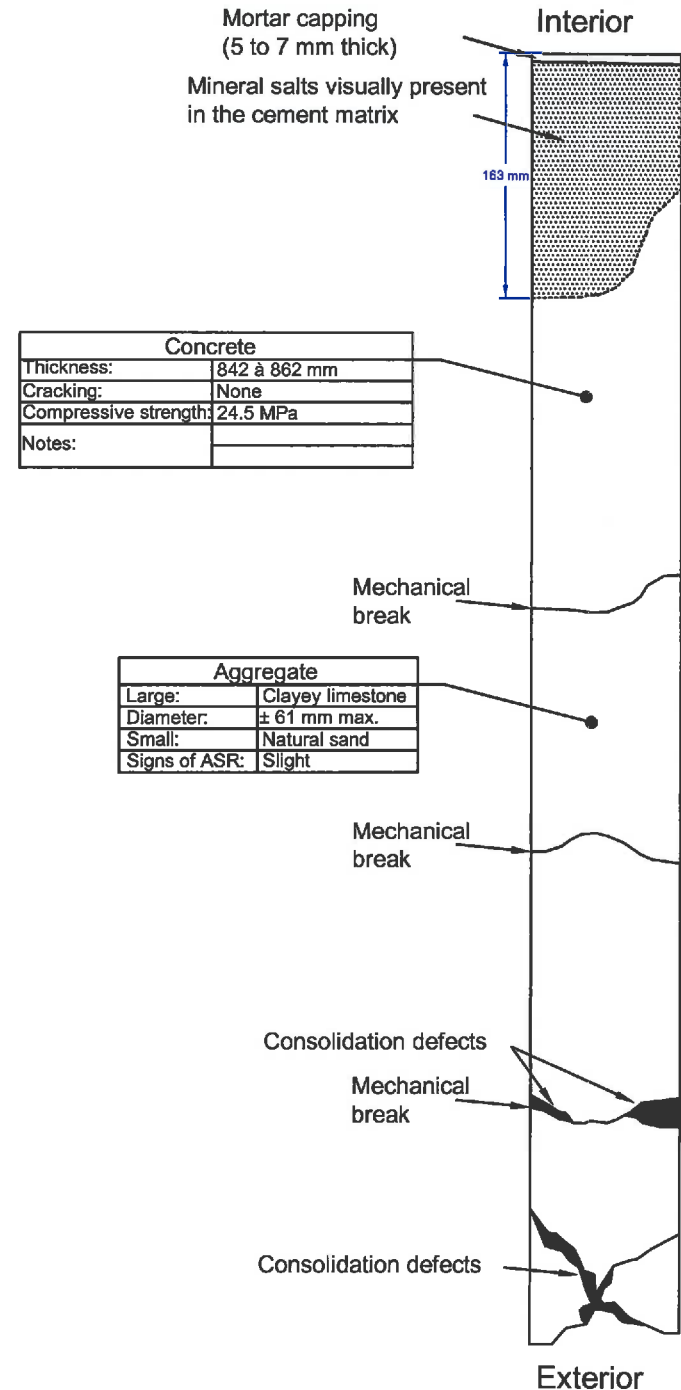 Mortar capping
(5 to 7 mm thick)
Interior
Mineral salts visually present
in the cement matrix
163 mm
Concrete
Thickness: 842 à 862 mm
Cracking: None
Compressive strength: 24.5 MPa
Notes:
Mechanical
break
Aggregate
Large: Clayey limestone
Diameter: ± 61 mm max.
Small: Natural sand
Signs of ASR: Slight
Mechanical
break
Consolidation defects
Mechanical
break
Consolidation defects
Exterior